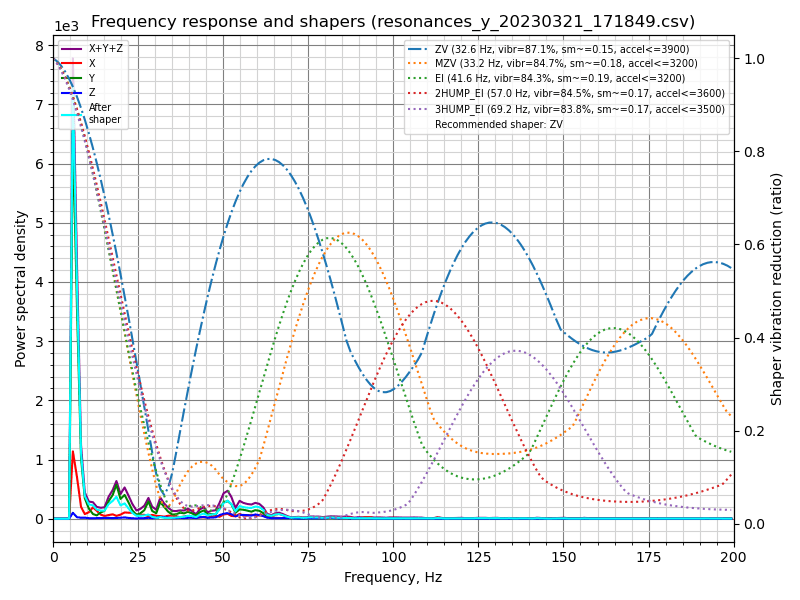 Frequency response and shapers (resonances_y_20230321_171849.csv)
1e3
X+Y+Z
X
Y
Z
After
shaper
ZV (32.6 Hz, vibr=87.1%, sm~=0.15, accel<=3900)
MZV (33.2 Hz, vibr=84.7%, sm~=0.18, accel<=3200)
EI (41.6 Hz, vibr=84.3%, sm~=0.19, accel<=3200)
2HUMP_EI (57.0 Hz, vibr=84.5%, sm~=0.17, accel<=3600)
3HUMP_EI (69.2 Hz, vibr=83.8%, sm~=0.17, accel<=3500)
Recommended shaper: ZV
Power spectral density
8
7
6
5
4
3
2
1
0
1.0
0.8
0.6
0.4
0.2
0.0
Shaper vibration reduction (ratio)
0 25 50 75 100 125 150 175 200
Frequency, Hz